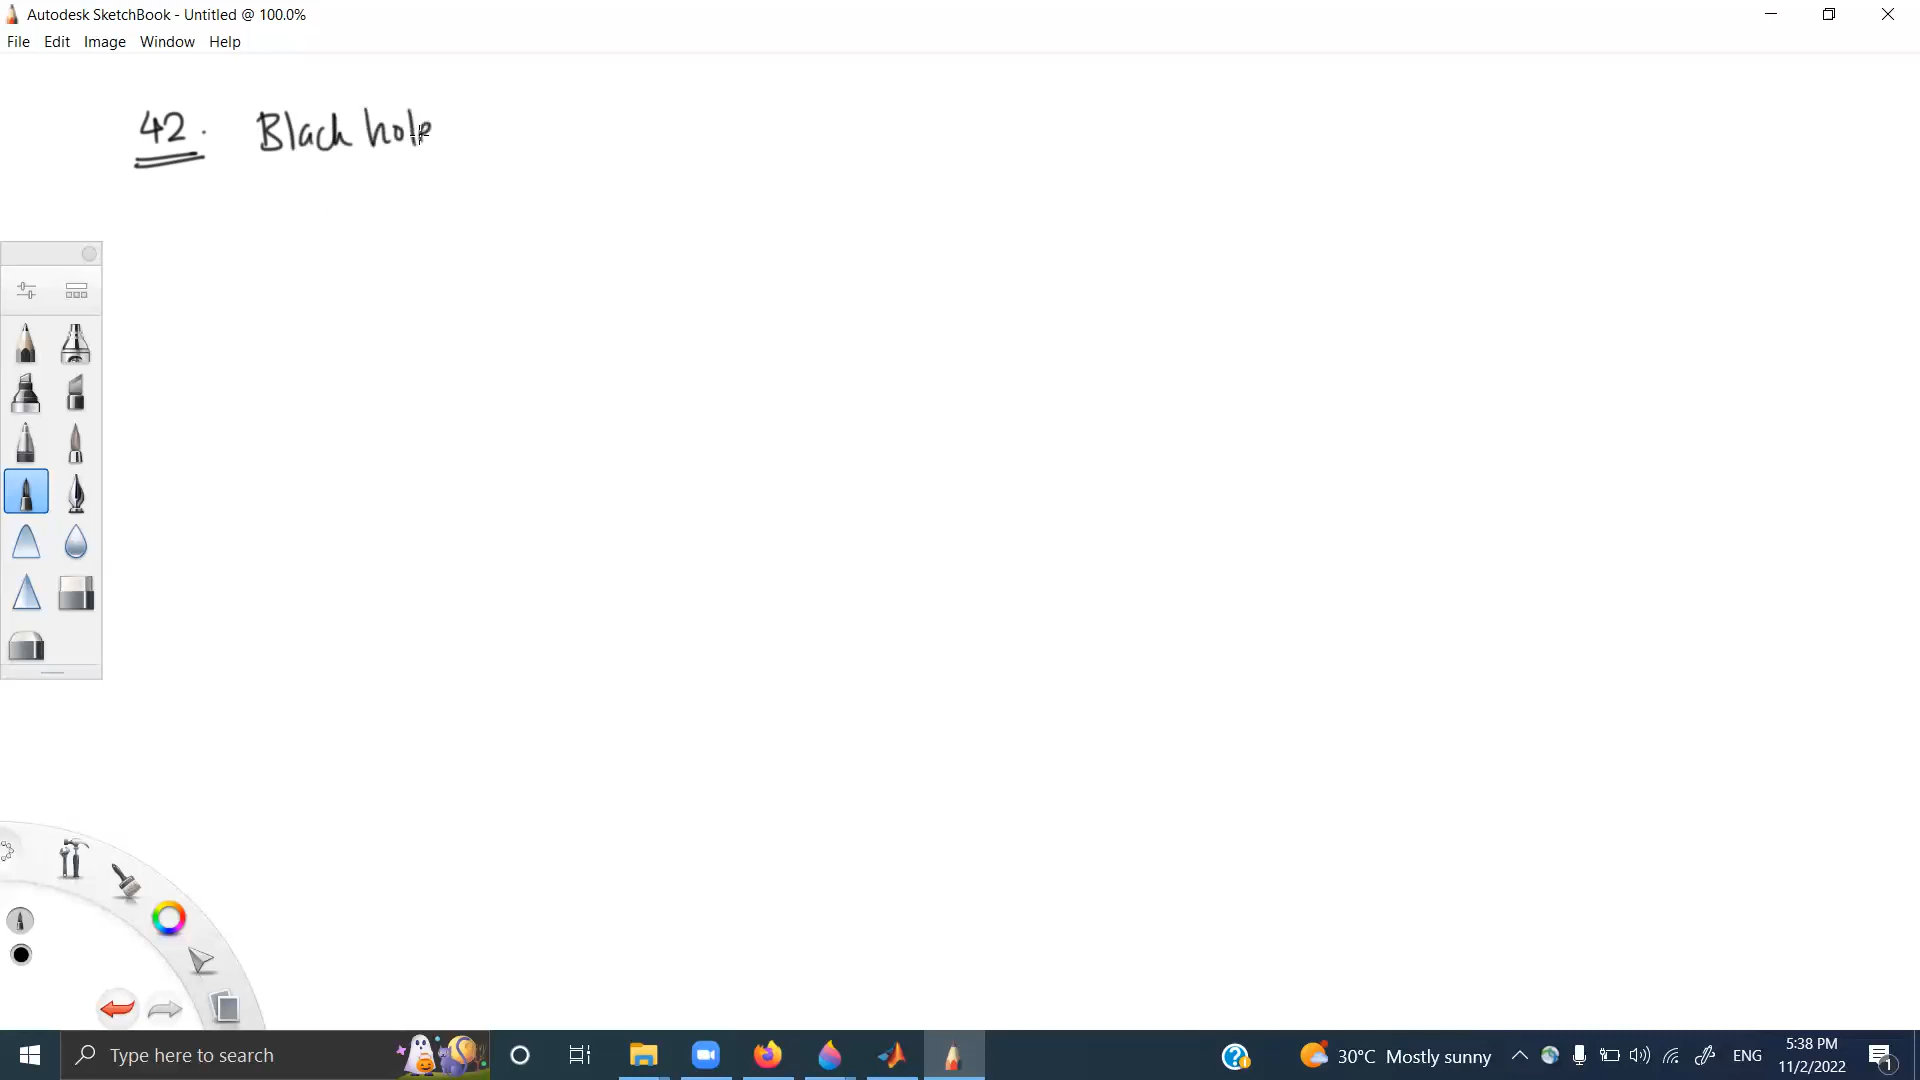 Autodesk SketchBook - Untitled @ 100.0%
File Edit Image Window Help
42. Black hole
Type here to search
30°C Mostly sunny
ENG
5:38 PM
11/2/2022
1